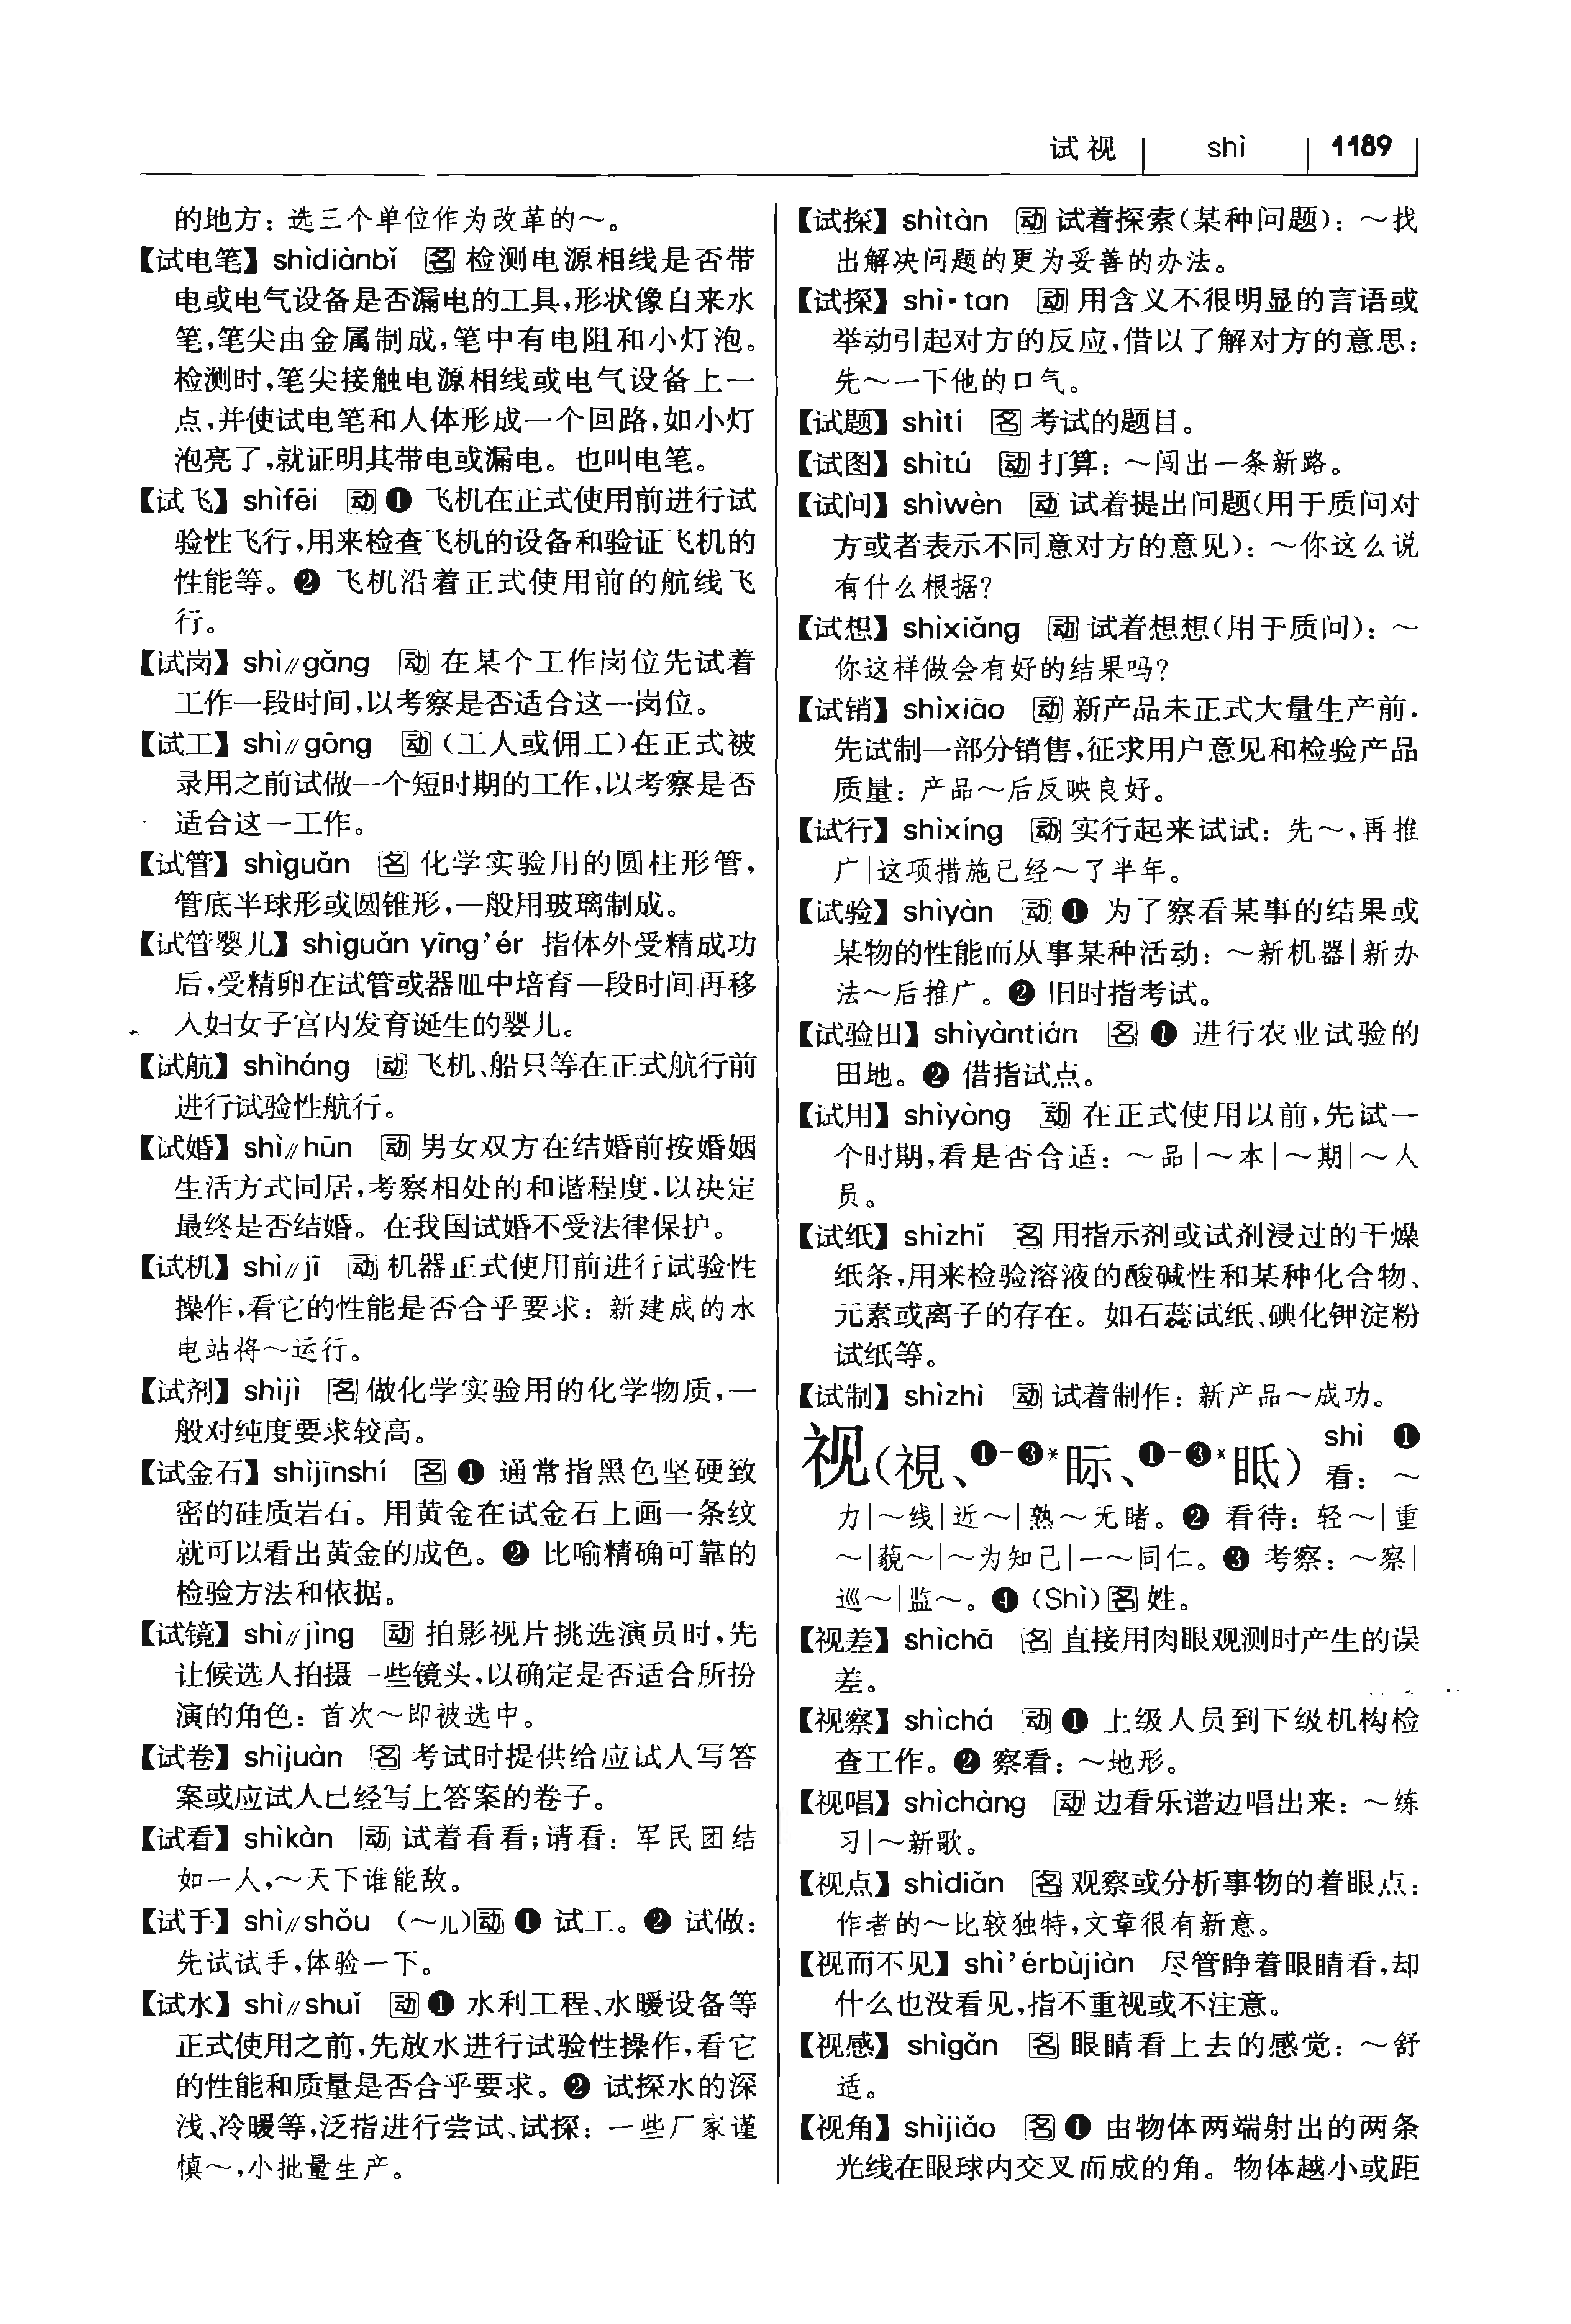 试视 shì 1189
的地方：选三个单位作为改革的～。
【试电笔】shìdiànbǐ 名 检测电源相线是否带
电或电气设备是否漏电的工具，形状像自来水
笔，笔尖由金属制成，笔中有电阻和小灯泡。
检测时，笔尖接触电源相线或电气设备上一
点，并使试电笔和人体形成一个回路，如小灯
泡亮了，就证明其带电或漏电。也叫电笔。
【试飞】shìfēi 动 ❶ 飞机在正式使用前进行试
验性飞行，用来检查飞机的设备和验证飞机的
性能等。❷ 飞机沿着正式使用前的航线飞
行。
【试岗】shì∥gǎng 动 在某个工作岗位先试着
工作一段时间，以考察是否适合这一岗位。
【试工】shì∥gōng 动（工人或佣工）在正式被
录用之前试做一个短时期的工作，以考察是否
适合这一工作。
【试管】shìguǎn 名 化学实验用的圆柱形管，
管底半球形或圆锥形，一般用玻璃制成。
【试管婴儿】shìguǎn yīng’ér 指体外受精成功
后，受精卵在试管或器皿中培育一段时间再移
入妇女子宫内发育诞生的婴儿。
【试航】shìháng 动 飞机、船只等在正式航行前
进行试验性航行。
【试婚】shì∥hūn 动 男女双方在结婚前按婚姻
生活方式同居，考察相处的和谐程度，以决定
最终是否结婚。在我国试婚不受法律保护。
【试机】shì∥jī 动 机器正式使用前进行试验性
操作，看它的性能是否合乎要求：新建成的水
电站将～运行。
【试剂】shìjì 名 做化学实验用的化学物质，一
般对纯度要求较高。
【试金石】shìjīnshí 名 ❶ 通常指黑色坚硬致
密的硅质岩石。用黄金在试金石上画一条纹
就可以看出黄金的成色。❷ 比喻精确可靠的
检验方法和依据。
【试镜】shì∥jìng 动 拍影视片挑选演员时，先
让候选人拍摄一些镜头，以确定是否适合所扮
演的角色：首次～即被选中。
【试卷】shìjuàn 名 考试时提供给应试人写答
案或应试人已经写上答案的卷子。
【试看】shìkàn 动 试着看看；请看：军民团结
如一人，～天下谁能敌。
【试手】shì∥shǒu （～儿）动 ❶ 试工。❷ 试做：
先试试手，体验一下。
【试水】shì∥shuǐ 动 ❶ 水利工程、水暖设备等
正式使用之前，先放水进行试验性操作，看它
的性能和质量是否合乎要求。❷ 试探水的深
浅、冷暖等，泛指进行尝试、试探：一些厂家谨
慎～，小批量生产。
【试探】shìtàn 动 试着探索（某种问题）：～找
出解决问题的更为妥善的办法。
【试探】shì·tan 动 用含义不很明显的言语或
举动引起对方的反应，借以了解对方的意思：
先～一下他的口气。
【试题】shìtí 名 考试的题目。
【试图】shìtú 动 打算：～闯出一条新路。
【试问】shìwèn 动 试着提出问题（用于质问对
方或者表示不同意对方的意见）：～你这么说
有什么根据？
【试想】shìxiǎng 动 试着想想（用于质问）：～
你这样做会有好的结果吗？
【试销】shìxiāo 动 新产品未正式大量生产前，
先试制一部分销售，征求用户意见和检验产品
质量：产品～后反映良好。
【试行】shìxíng 动 实行起来试试：先～，再推
广|这项措施已经～了半年。
【试验】shìyàn 动 ❶ 为了察看某事的结果或
某物的性能而从事某种活动：～新机器|新办
法～后推广。❷ 旧时指考试。
【试验田】shìyàntián 名 ❶ 进行农业试验的
田地。❷ 借指试点。
【试用】shìyòng 动 在正式使用以前，先试一
个时期，看是否合适：～品|～本|～期|～人
员。
【试纸】shìzhǐ 名 用指示剂或试剂浸过的干燥
纸条，用来检验溶液的酸碱性和某种化合物、
元素或离子的存在。如石蕊试纸、碘化钾淀粉
试纸等。
【试制】shìzhì 动 试着制作：新产品～成功。
视（視、❶-❸*眎、❶-❸*眡） shì ❶
看：～
力|～线|近～|熟～无睹。❷ 看待：轻～|重
～|藐～|～为知己|一～同仁。❸ 考察：～察|
巡～|监～。❹（Shì）名 姓。
【视差】shìchā 名 直接用肉眼观测时产生的误
差。
【视察】shìchá 动 ❶ 上级人员到下级机构检
查工作。❷ 察看：～地形。
【视唱】shìchàng 动 边看乐谱边唱出来：～练
习|～新歌。
【视点】shìdiǎn 名 观察或分析事物的着眼点：
作者的～比较独特，文章很有新意。
【视而不见】shì’érbùjiàn 尽管睁着眼睛看，却
什么也没看见，指不重视或不注意。
【视感】shìgǎn 名 眼睛看上去的感觉：～舒
适。
【视角】shìjiǎo 名 ❶ 由物体两端射出的两条
光线在眼球内交叉而成的角。物体越小或距